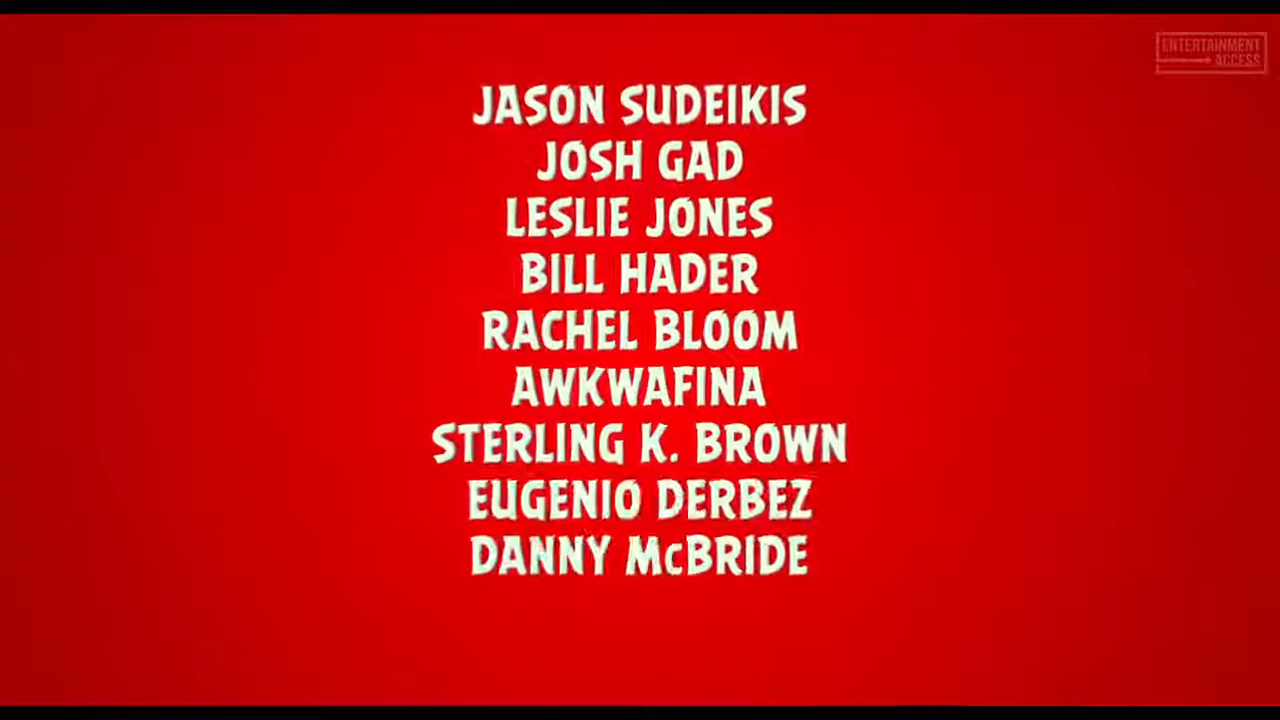 ENTERTAINMENT
ACCESS
JASON SUDEIKIS
JOSH GAD
LESLIE JONES
BILL HADER
RACHEL BLOOM
AWKWAFINA
STERLING K. BROWN
EUGENIO DERBEZ
DANNY McBRIDE